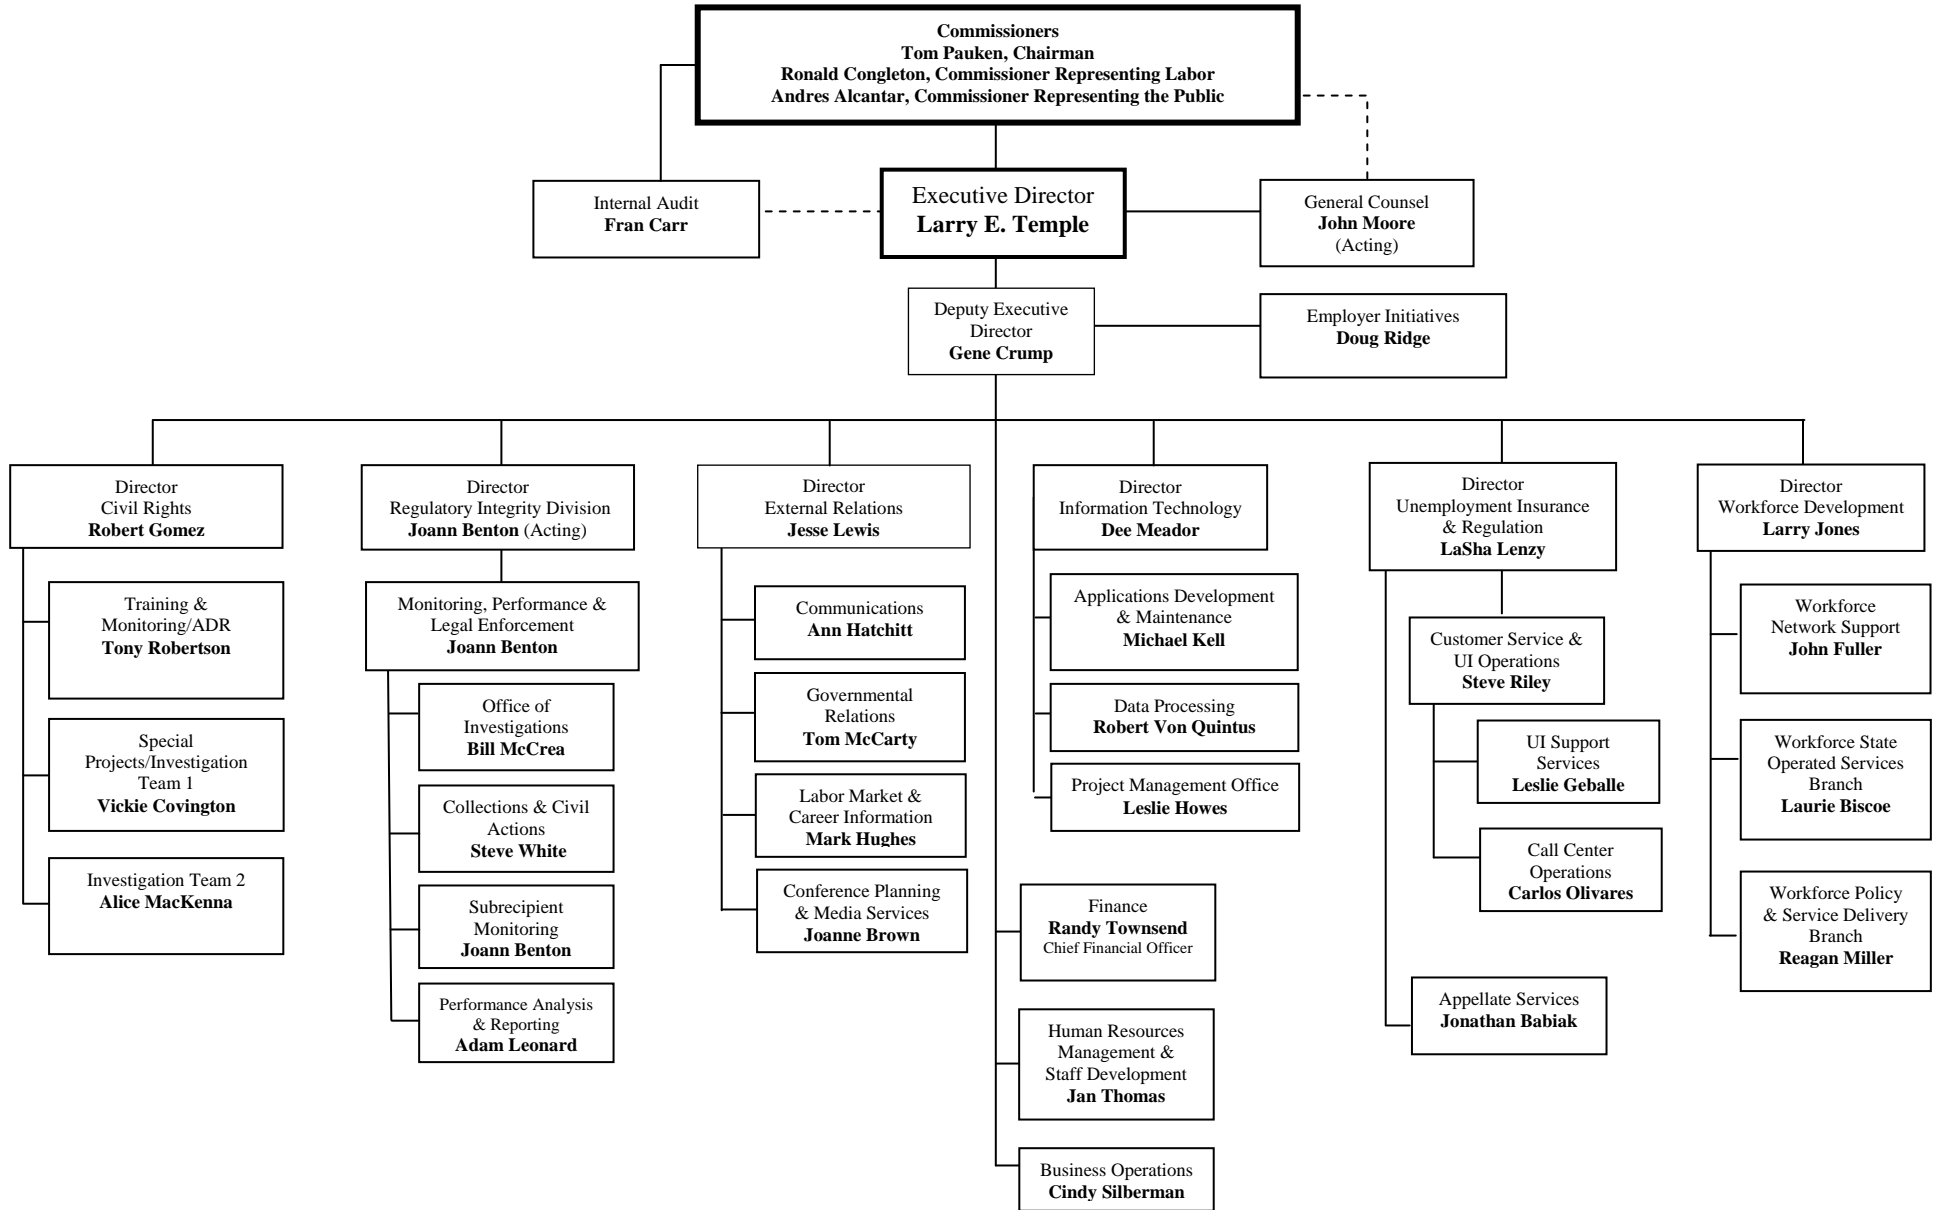 Commissioners
Tom Pauken, Chairman
Ronald Congleton, Commissioner Representing Labor
Andres Alcantar, Commissioner Representing the Public
Internal Audit
Fran Carr
Executive Director
Larry E. Temple
General Counsel
John Moore
(Acting)
Deputy Executive
Director
Gene Crump
Employer Initiatives
Doug Ridge
Director
Civil Rights
Robert Gomez
Training &
Monitoring/ADR
Tony Robertson
Special
Projects/Investigation
Team 1
Vickie Covington
Investigation Team 2
Alice MacKenna
Director
Regulatory Integrity Division
Joann Benton (Acting)
Monitoring, Performance &
Legal Enforcement
Joann Benton
Office of
Investigations
Bill McCrea
Collections & Civil
Actions
Steve White
Subrecipient
Monitoring
Joann Benton
Performance Analysis
& Reporting
Adam Leonard
Director
External Relations
Jesse Lewis
Communications
Ann Hatchitt
Governmental
Relations
Tom McCarty
Labor Market &
Career Information
Mark Hughes
Conference Planning
& Media Services
Joanne Brown
Director
Information Technology
Dee Meador
Applications Development
& Maintenance
Michael Kell
Data Processing
Robert Von Quintus
Project Management Office
Leslie Howes
Finance
Randy Townsend
Chief Financial Officer
Human Resources
Management &
Staff Development
Jan Thomas
Business Operations
Cindy Silberman
Director
Unemployment Insurance
& Regulation
LaSha Lenzy
Customer Service &
UI Operations
Steve Riley
UI Support
Services
Leslie Geballe
Call Center
Operations
Carlos Olivares
Appellate Services
Jonathan Babiak
Director
Workforce Development
Larry Jones
Workforce
Network Support
John Fuller
Workforce State
Operated Services
Branch
Laurie Biscoe
Workforce Policy
& Service Delivery
Branch
Reagan Miller